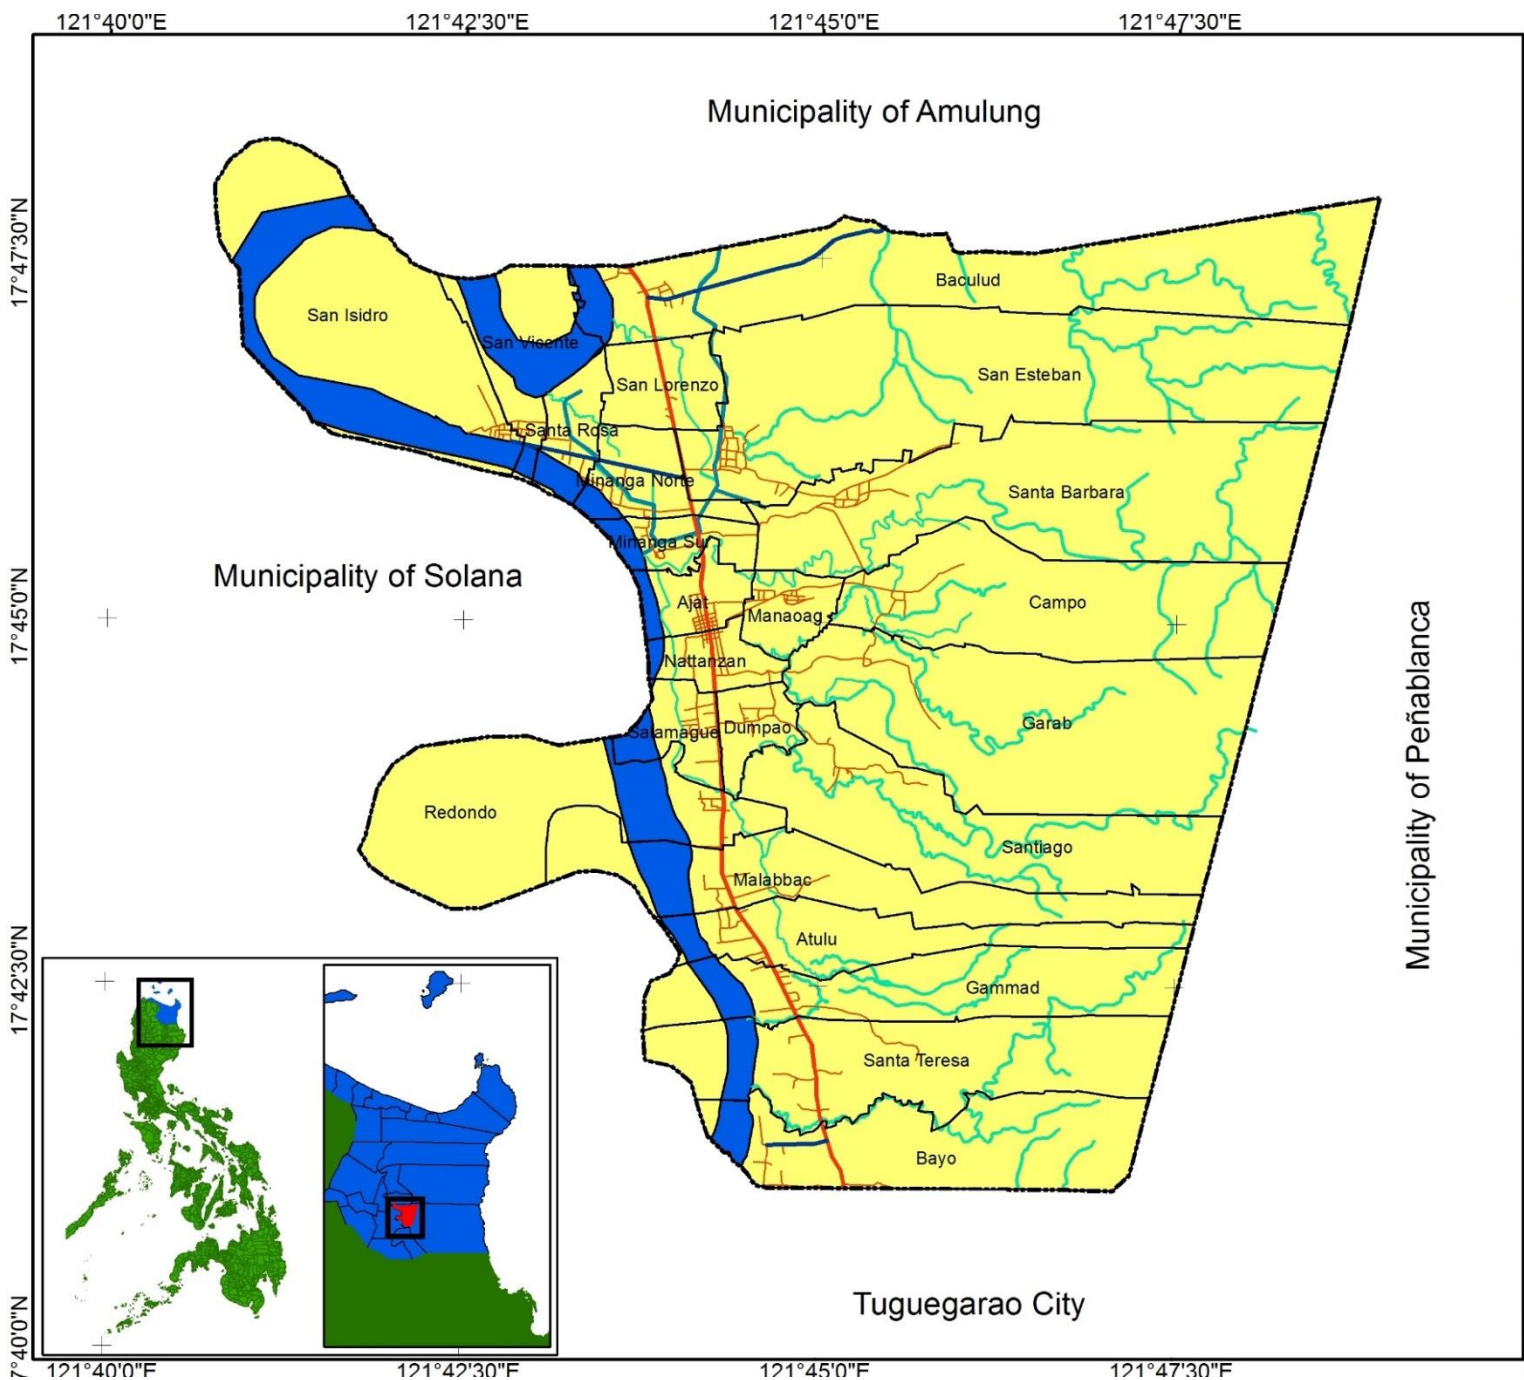 121°40'0"E
121°42'30"E
121°45'0"E
121°47'30"E
Municipality of Amulung
17°47'30"N
Baculud
San Isidro
San Vicente
San Esteban
San Lorenzo
Santa Rosa
Minanga Norte
Santa Barbara
Minanga Sur
Municipality of Solana
17°45'0"N
Ajat
Manaoag
Campo
Nattanzan
Garab
Salamague
Dumpao
Municipality of Peñablanca
Redondo
Santiago
Malabbac
Atulu
17°42'30"N
Gammad
Santa Teresa
Bayo
Tuguegarao City
7°40'0"N
121°40'0"E
121°42'30"E
121°45'0"E
121°47'30"E